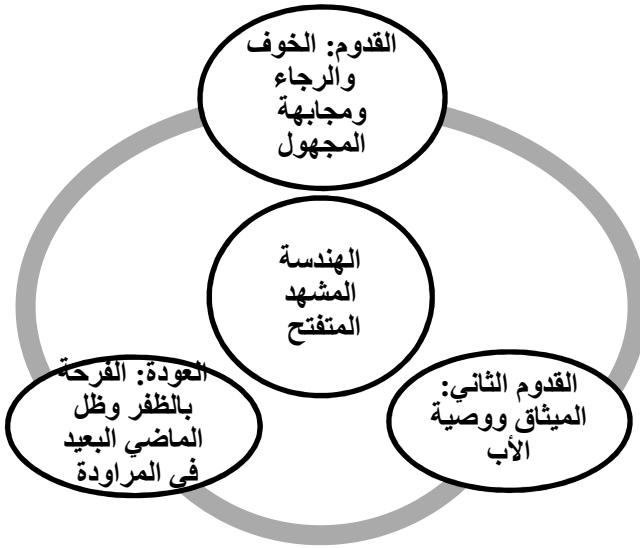 القدوم: الخوف
والرجاء
ومجابهة
المجهول
الهندسة
المشهد
المتفتح
القدوم الثاني:
الميثاق ووصية
الأب
العودة: الفرحة
بالظفر وظل
الماضي البعيد
في المراودة